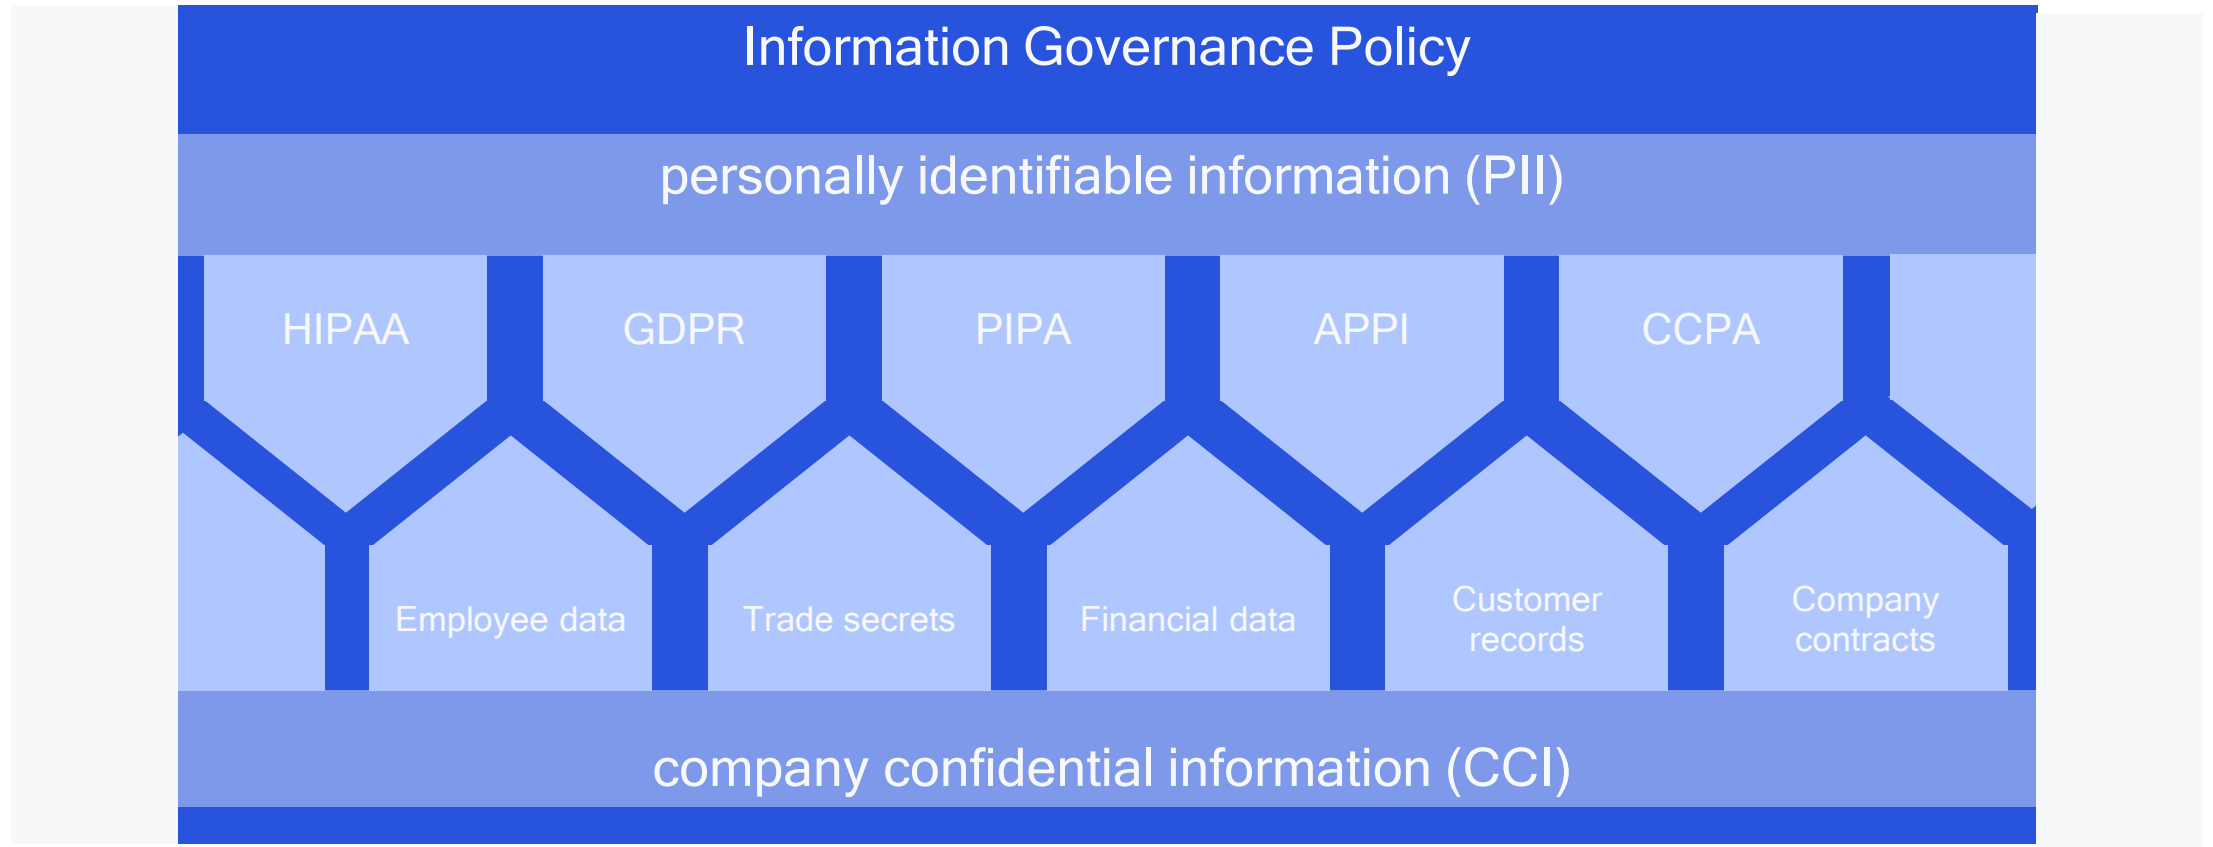 Information Governance Policy
personally identifiable information (PII)
HIPAA
GDPR
PIPA
APPI
CCPA
Employee data
Trade secrets
Financial data
Customer
records
Company
contracts
company confidential information (CCI)